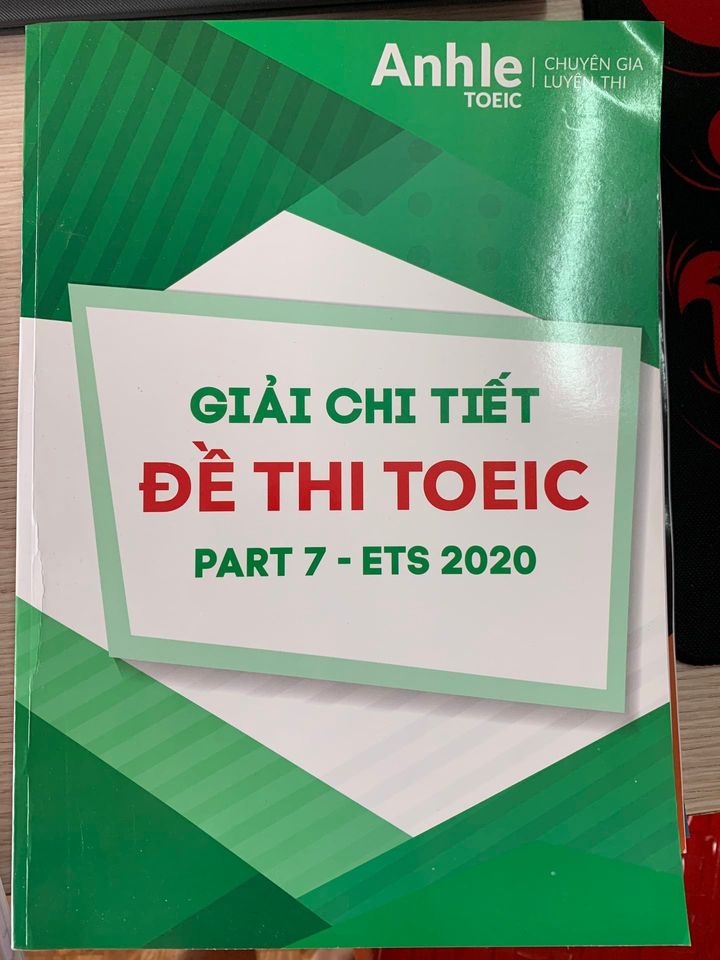 Anhle
TOEIC
CHUYÊN GIA
LUYỆN THI
GIẢI CHI TIẾT
ĐỀ THI TOEIC
PART 7 - ETS 2020